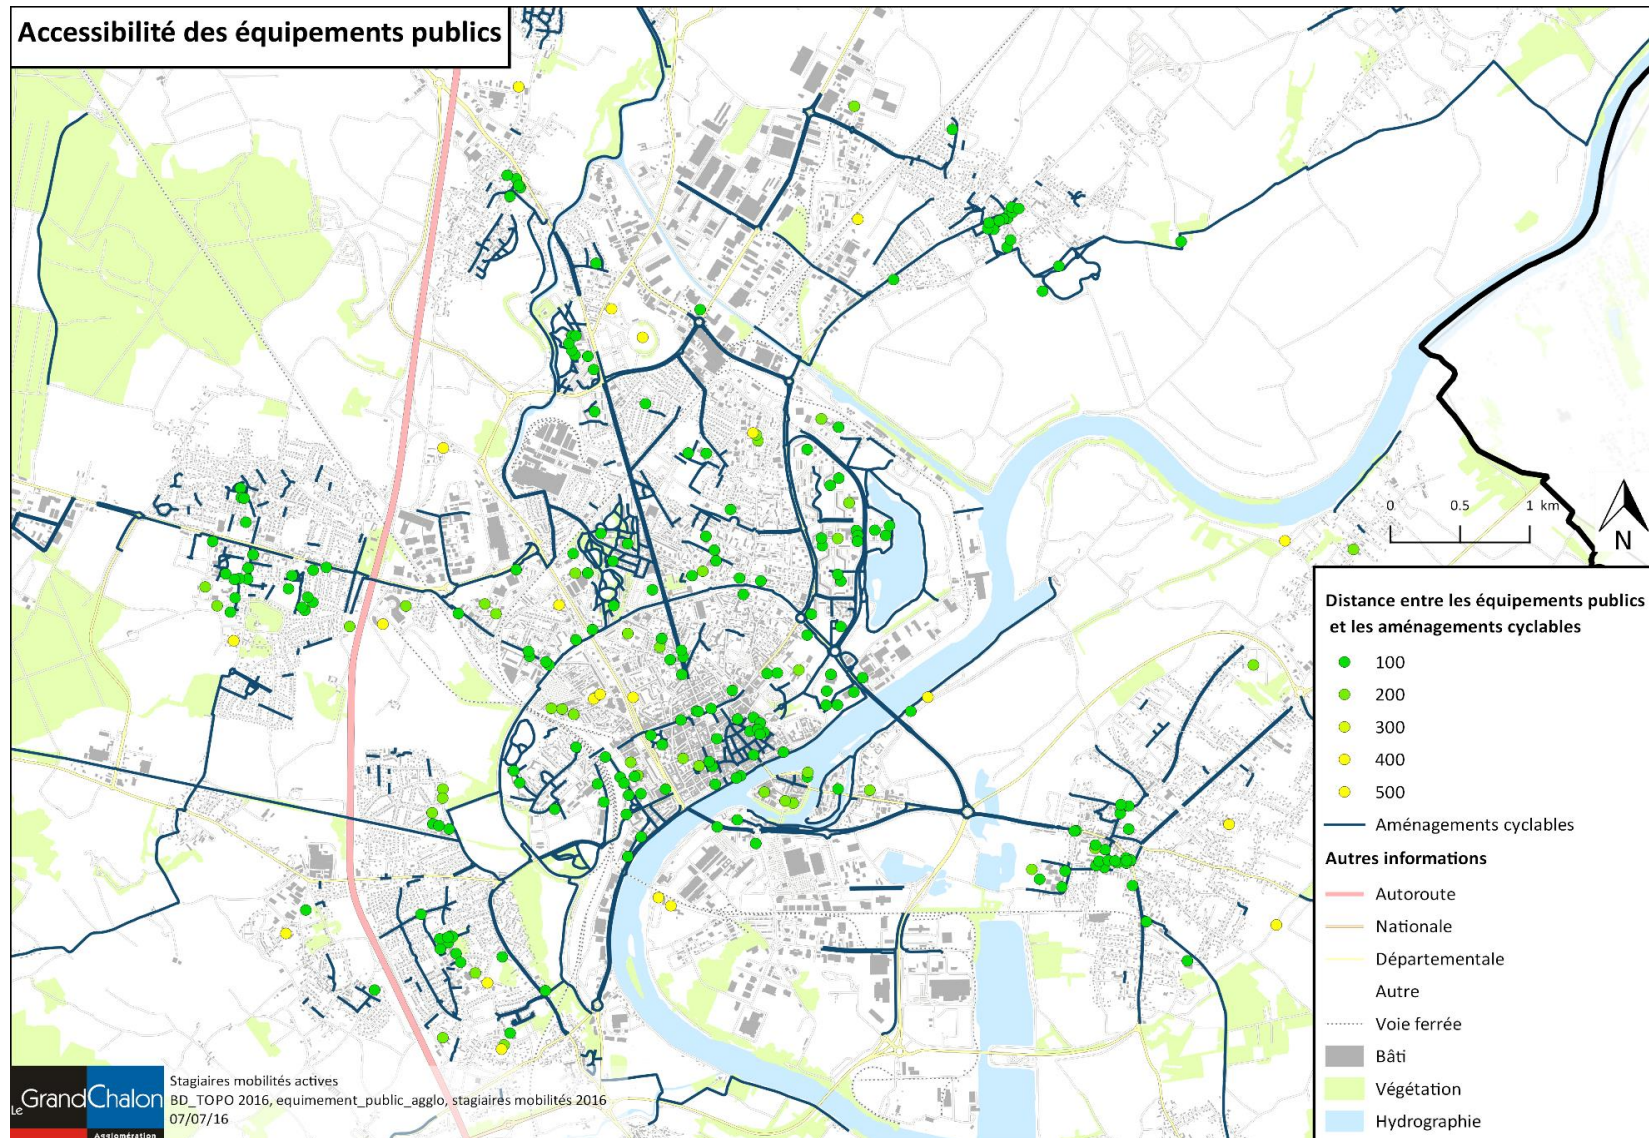 Accessibilité des équipements publics
0 0.5 1 km
N
Distance entre les équipements publics
et les aménagements cyclables
100
200
300
400
500
Aménagements cyclables
Autres informations
Autoroute
Nationale
Départementale
Autre
Voie ferrée
Bâti
Végétation
Hydrographie
Le GrandChalon
Agglomération
Stagiaires mobilités actives
BD_TOPO 2016, equimement_public_agglo, stagiaires mobilités 2016
07/07/16